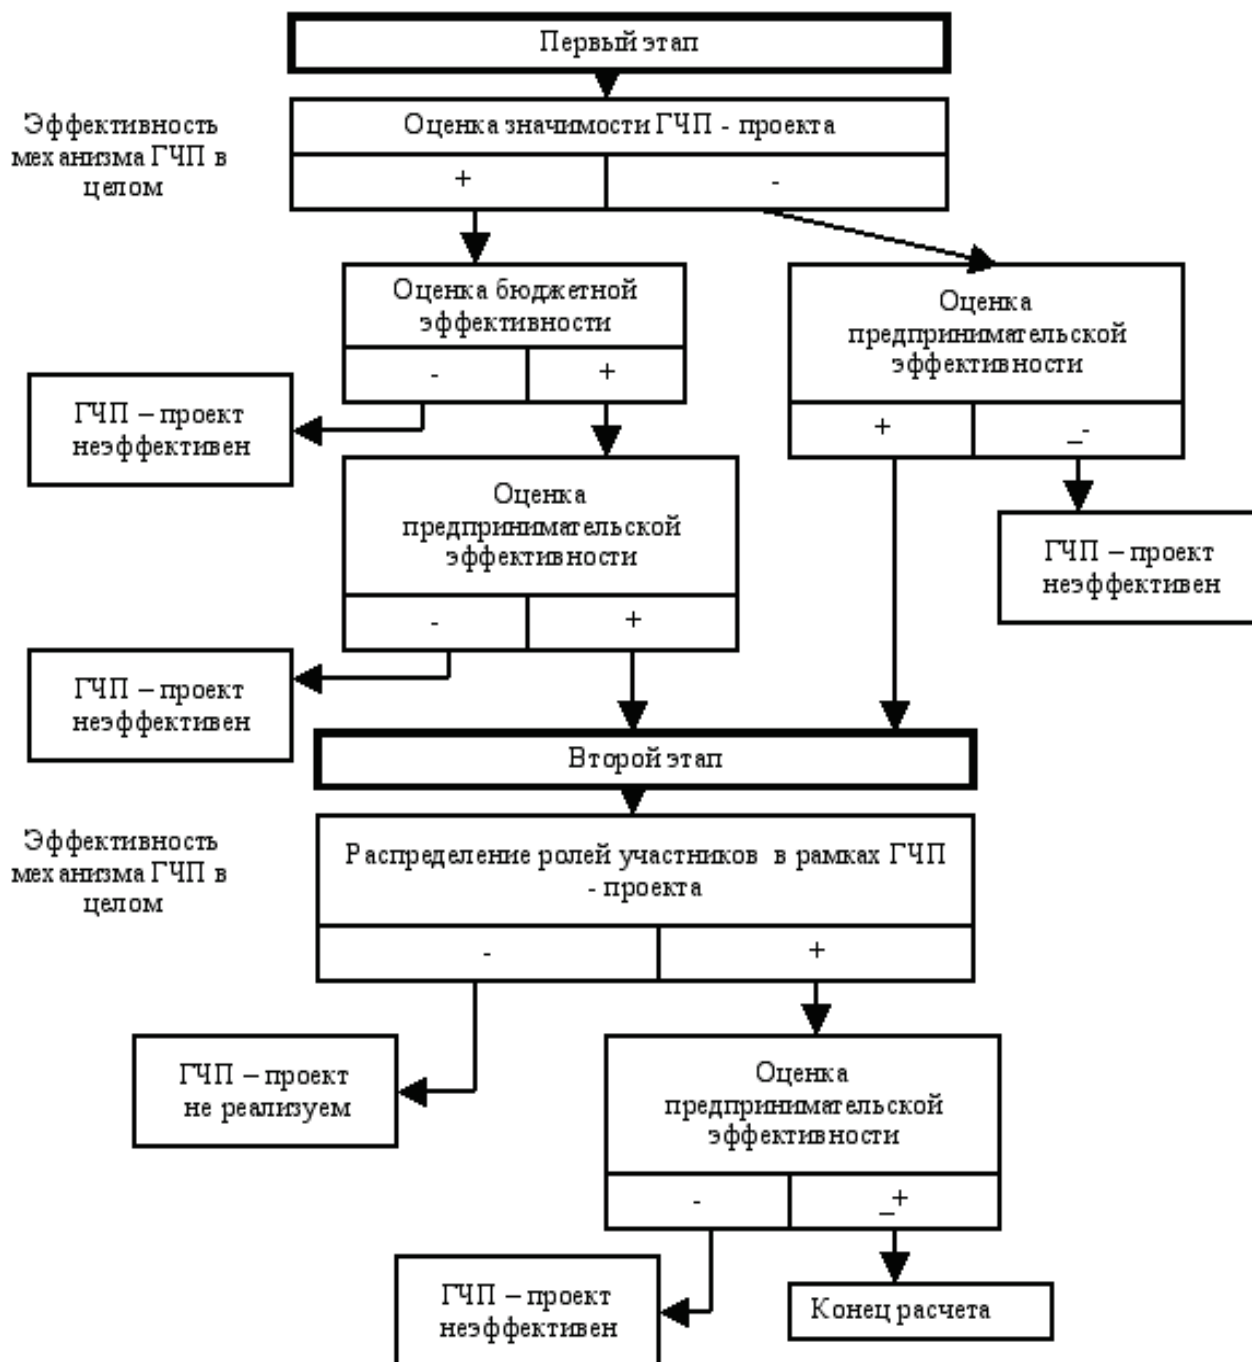 Первый этап
Эффективность
механизма ГЧП в
целом
Оценка значимости ГЧП - проекта
+
-
Оценка бюджетной
эффективности
-
+
Оценка
предпринимательской
эффективности
+
_-
ГЧП – проект
неэффективен
Оценка
предпринимательской
эффективности
-
+
ГЧП – проект
неэффективен
ГЧП – проект
неэффективен
Второй этап
Эффективность
механизма ГЧП в
целом
Распределение ролей участников в рамках ГЧП
- проекта
-
+
ГЧП – проект
не реализуем
Оценка
предпринимательской
эффективности
-
_+
ГЧП – проект
неэффективен
Конец расчета